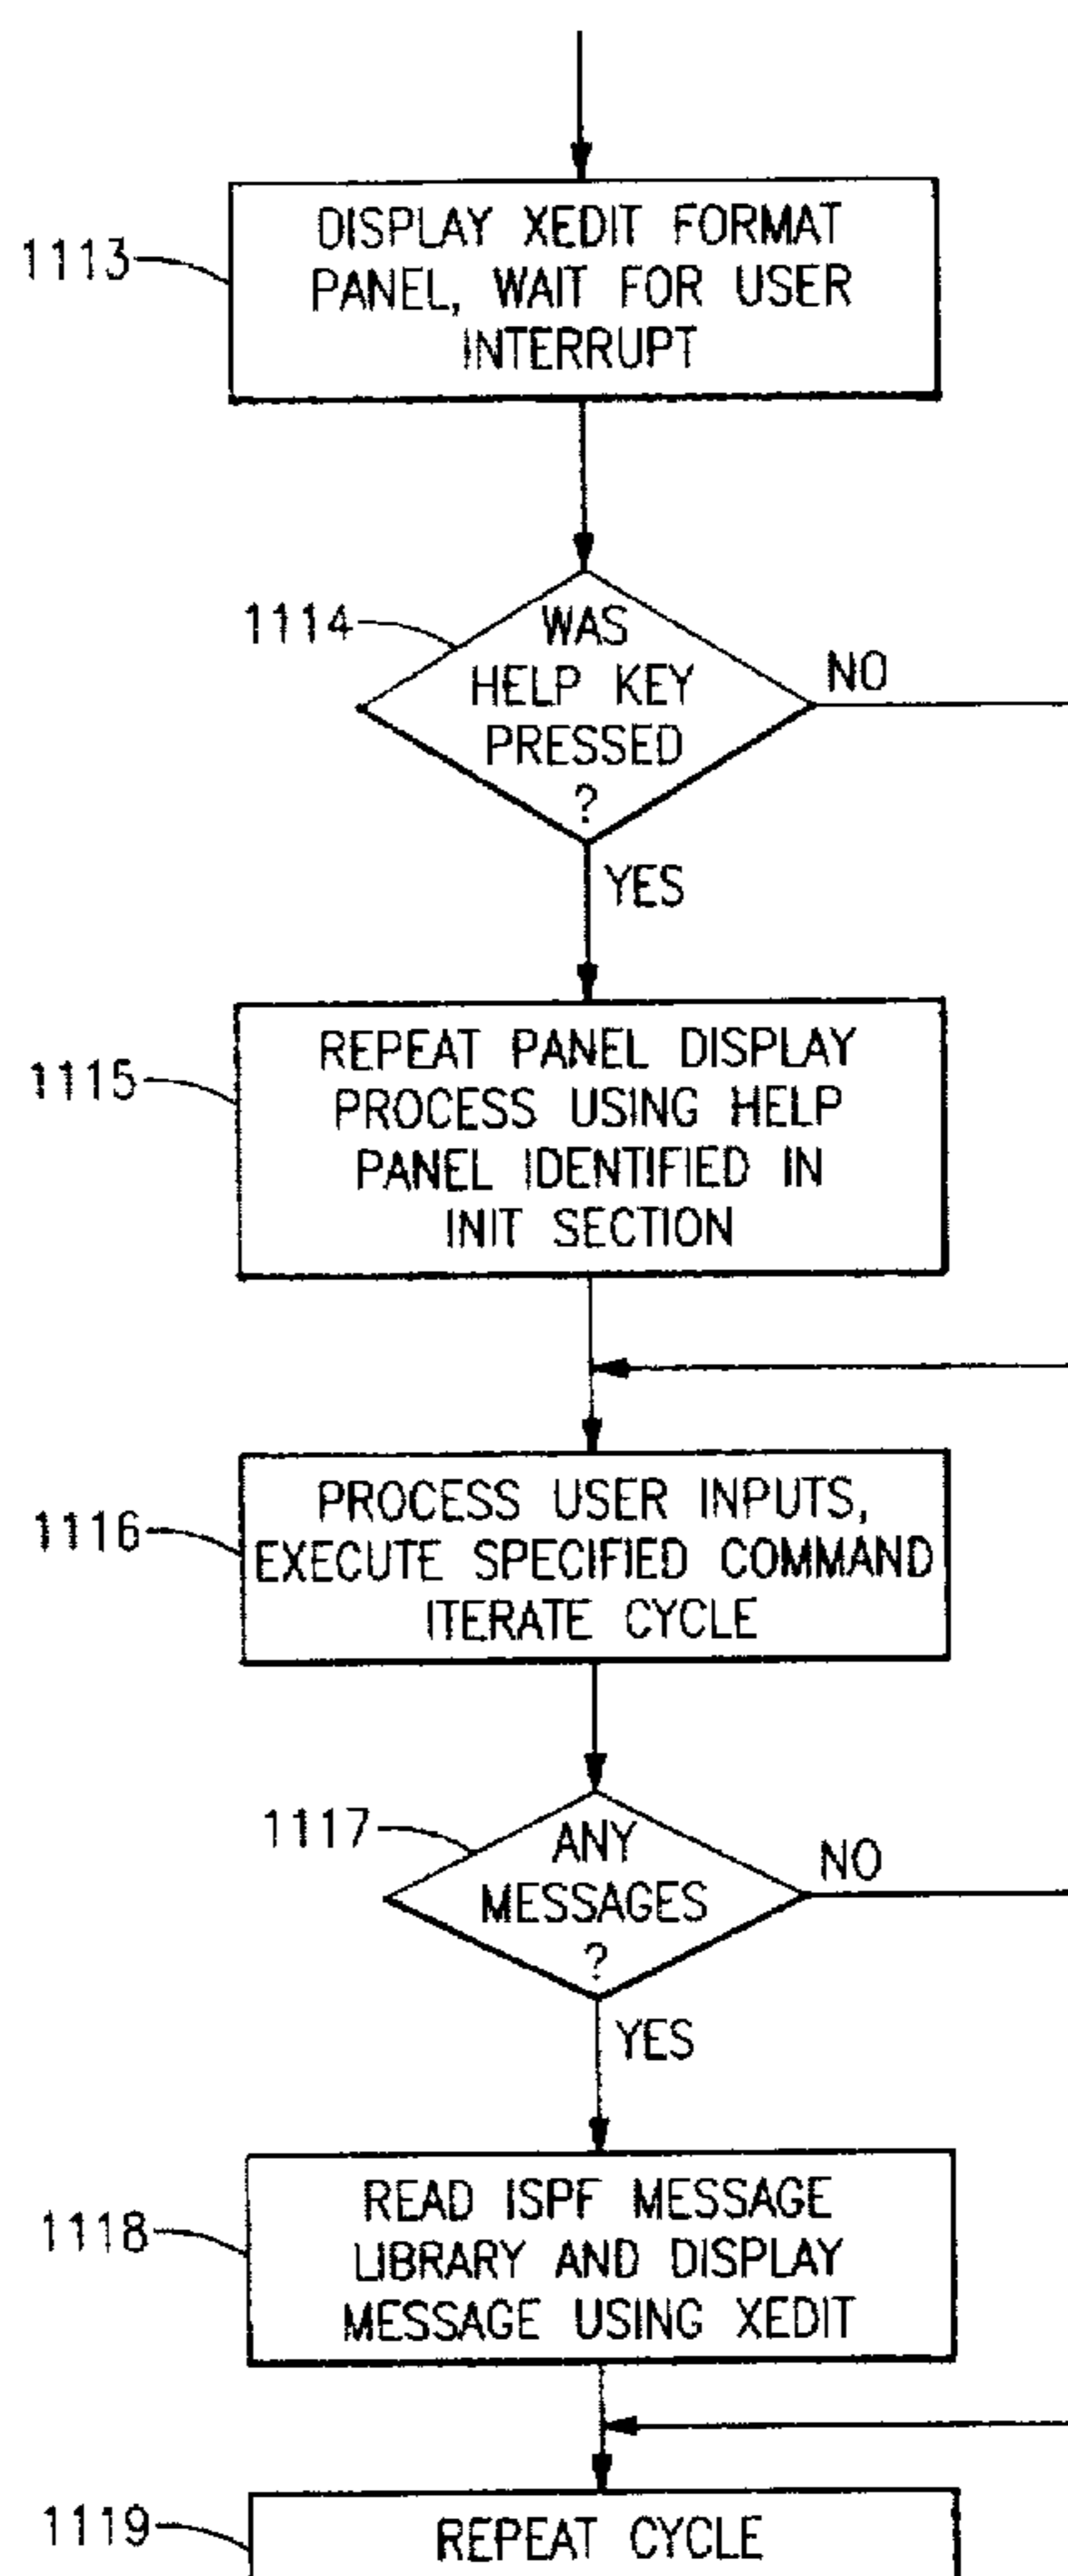 1113
DISPLAY XEDIT FORMAT
PANEL, WAIT FOR USER
INTERRUPT
1114
WAS
HELP KEY
PRESSED
?
NO
YES
1115
REPEAT PANEL DISPLAY
PROCESS USING HELP
PANEL IDENTIFIED IN
INIT SECTION
1116
PROCESS USER INPUTS,
EXECUTE SPECIFIED COMMAND
ITERATE CYCLE
1117
ANY
MESSAGES
?
NO
YES
1118
READ ISPF MESSAGE
LIBRARY AND DISPLAY
MESSAGE USING XEDIT
1119
REPEAT CYCLE